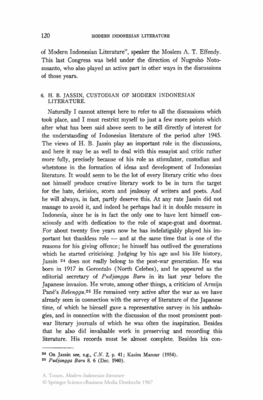 120 MODERN INDONESIAN LITERATURE
of Modern Indonesian Literature", speaker the Moslem A. T. Effendy.
This last Congress was held under the direction of Nugroho Noto-
susanto, who also played an active part in other ways in the discussions
of those years.
6. H. B. JASSIN, CUSTODIAN OF MODERN INDONESIAN
LITERATURE.
Naturally I cannot attempt here to refer to all the discussions which
took place, and I must restrict myself to just a few more points which
after what has been said above seem to be still directly of interest for
the understanding of Indonesian literature of the period after 1945.
The views of H. B. Jassin play an important role in the discussions,
and here it may be as well to deal with this essayist and critic rather
more fully, precisely because of his role as stimulator, custodian and
whetstone in the formation of ideas and development of Indonesian
literature. It would seem to be the lot of every literary critic who does
not himself produce creative literary work to be in turn the target
for the hate, derision, scorn and jealousy of writers and poets. And
he will always, in fact, partly deserve this. At any rate Jassin did not
manage to avoid it, and indeed he perhaps had it in double measure in
Indonesia, since he is in fact the only one to have lent himself con-
sciously and with dedication to the role of scape-goat and doormat.
For about twenty five years now he has indefatigably played his im-
portant but thankless role — and at the same time that is one of the
reasons for his giving offence; he himself has outlived the generations
which he started criticising. Judging by his age and his life history,
Jassin 24 does not really belong to the post-war generation. He was
born in 1917 in Gorontalo (North Celebes), and he appeared as the
editorial secretary of Pudjangga Baru in its last year before the
Japanese invasion. He wrote, among other things, a criticism of Armijn
Pané's Belenggu.25 He remained very active after the war as we have
already seen in connection with the survey of literature of the Japanese
time, of which he himself gave a representative survey in his antholo-
gies, and in connection with the discussion of the most prominent post-
war literary journals of which he was often the inspiration. Besides
that he also did invaluable work in preserving and recording this
literature. His records must be almost complete. Besides his con-
24 On Jassin see, e.g., C.N. 2, p. 41; Kasim Mansur (1954).
25 Pudjangga Baru 8, 6 (Dec. 1940).
A. Teeuw, Modern Indonesian Literature
© Springer Science+Business Media Dordrecht 1967